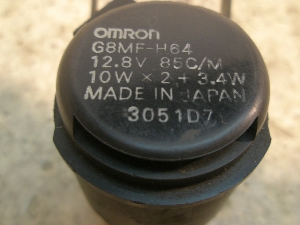 omron
G8MF-H64
12.8V 85C/M
10W × 2 + 3.4W
MADE IN JAPAN
3051D7